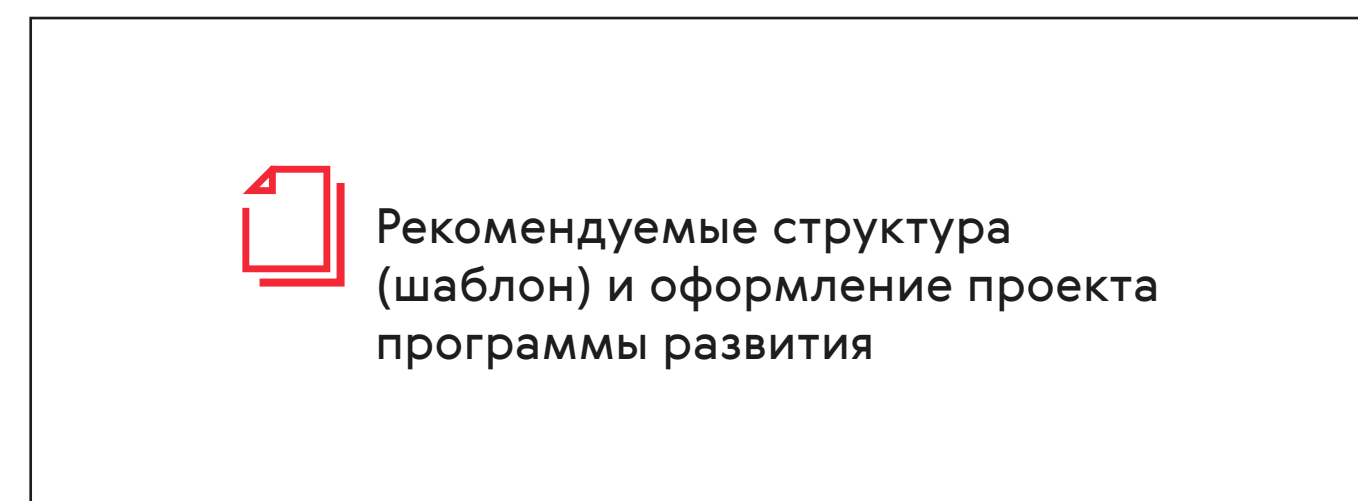 Рекомендуемые структура
(шаблон) и оформление проекта
программы развития